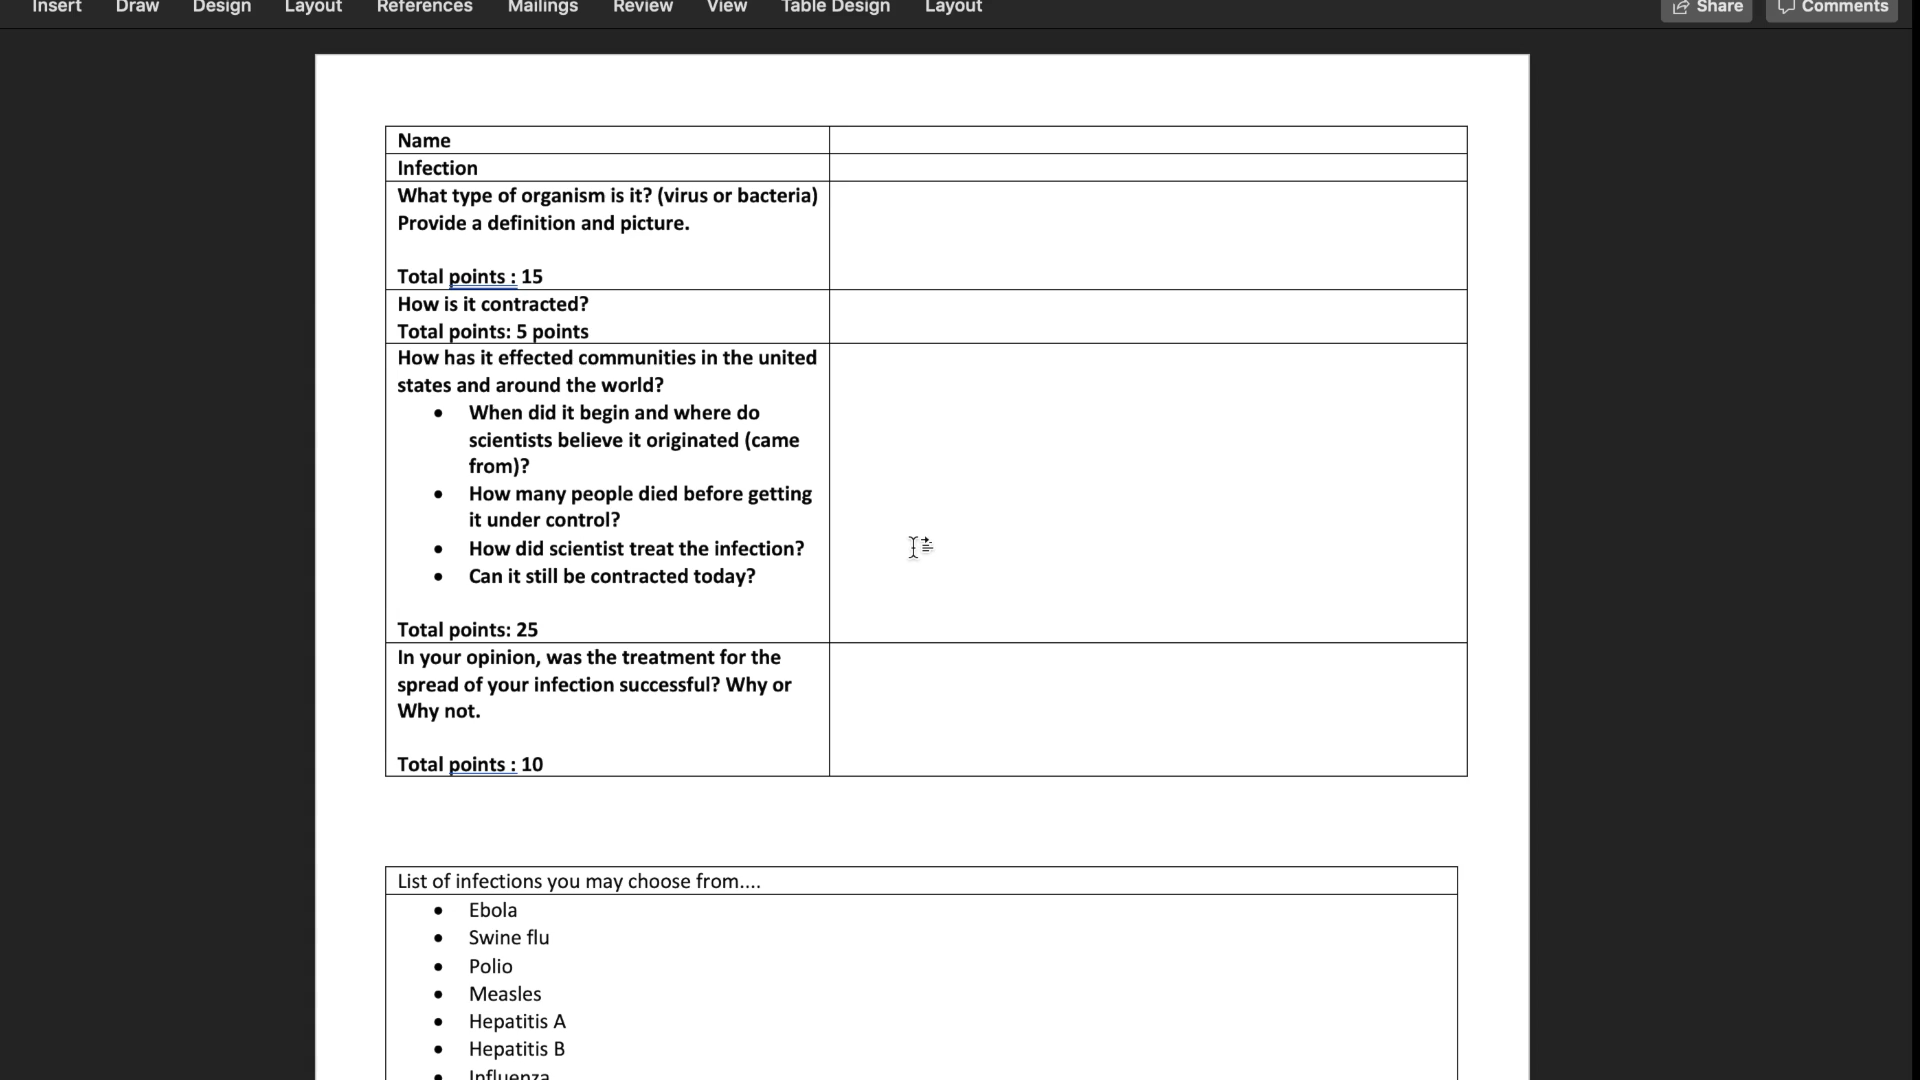 Insert Draw Design Layout References Mailings Review View Table Design Layout Share Comments
Name
Infection
What type of organism is it? (virus or bacteria)
Provide a definition and picture.
Total points : 15
How is it contracted?
Total points: 5 points
How has it effected communities in the united
states and around the world?
• When did it begin and where do
scientists believe it originated (came
from)?
• How many people died before getting
it under control?
• How did scientist treat the infection?
• Can it still be contracted today?
Total points: 25
In your opinion, was the treatment for the
spread of your infection successful? Why or
Why not.
Total points : 10
List of infections you may choose from....
• Ebola
• Swine flu
• Polio
• Measles
• Hepatitis A
• Hepatitis B
• Influenza